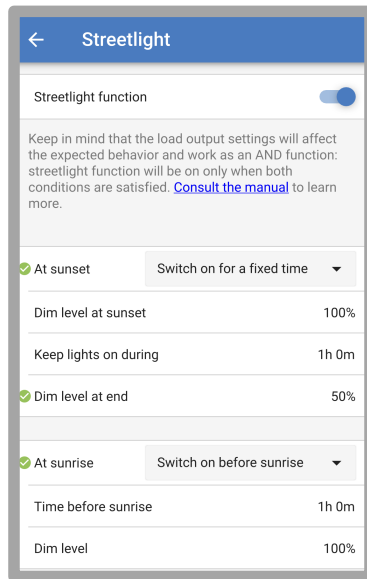 Streetlight
Streetlight function
Keep in mind that the load output settings will affect
the expected behavior and work as an AND function:
streetlight function will be on only when both
conditions are satisfied. Consult the manual to learn
more.
At sunset Switch on for a fixed time
Dim level at sunset 100%
Keep lights on during 1h 0m
Dim level at end 50%
At sunrise Switch on before sunrise
Time before sunrise 1h 0m
Dim level 100%